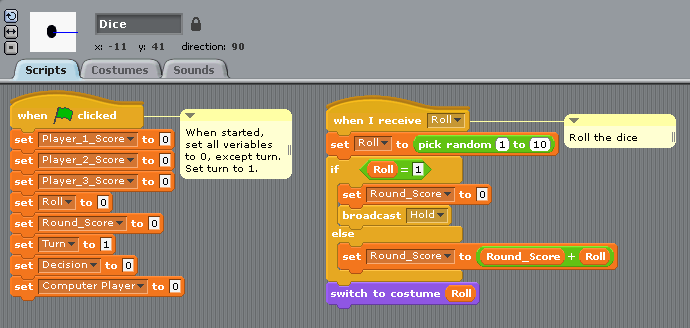 Dice
x: -11 y: 41 direction: 90
Scripts Costumes Sounds
when clicked
set Player_1_Score to 0
set Player_2_Score to 0
set Player_3_Score to 0
set Roll to 0
set Round_Score to 0
set Turn to 1
set Decision to 0
set Computer Player to 0
When started,
set all veriables
to 0, except turn.
Set turn to 1.
when I receive Roll
set Roll to pick random 1 to 10
if Roll = 1
set Round_Score to 0
broadcast Hold
else
set Round_Score to Round_Score + Roll
switch to costume Roll
Roll the dice